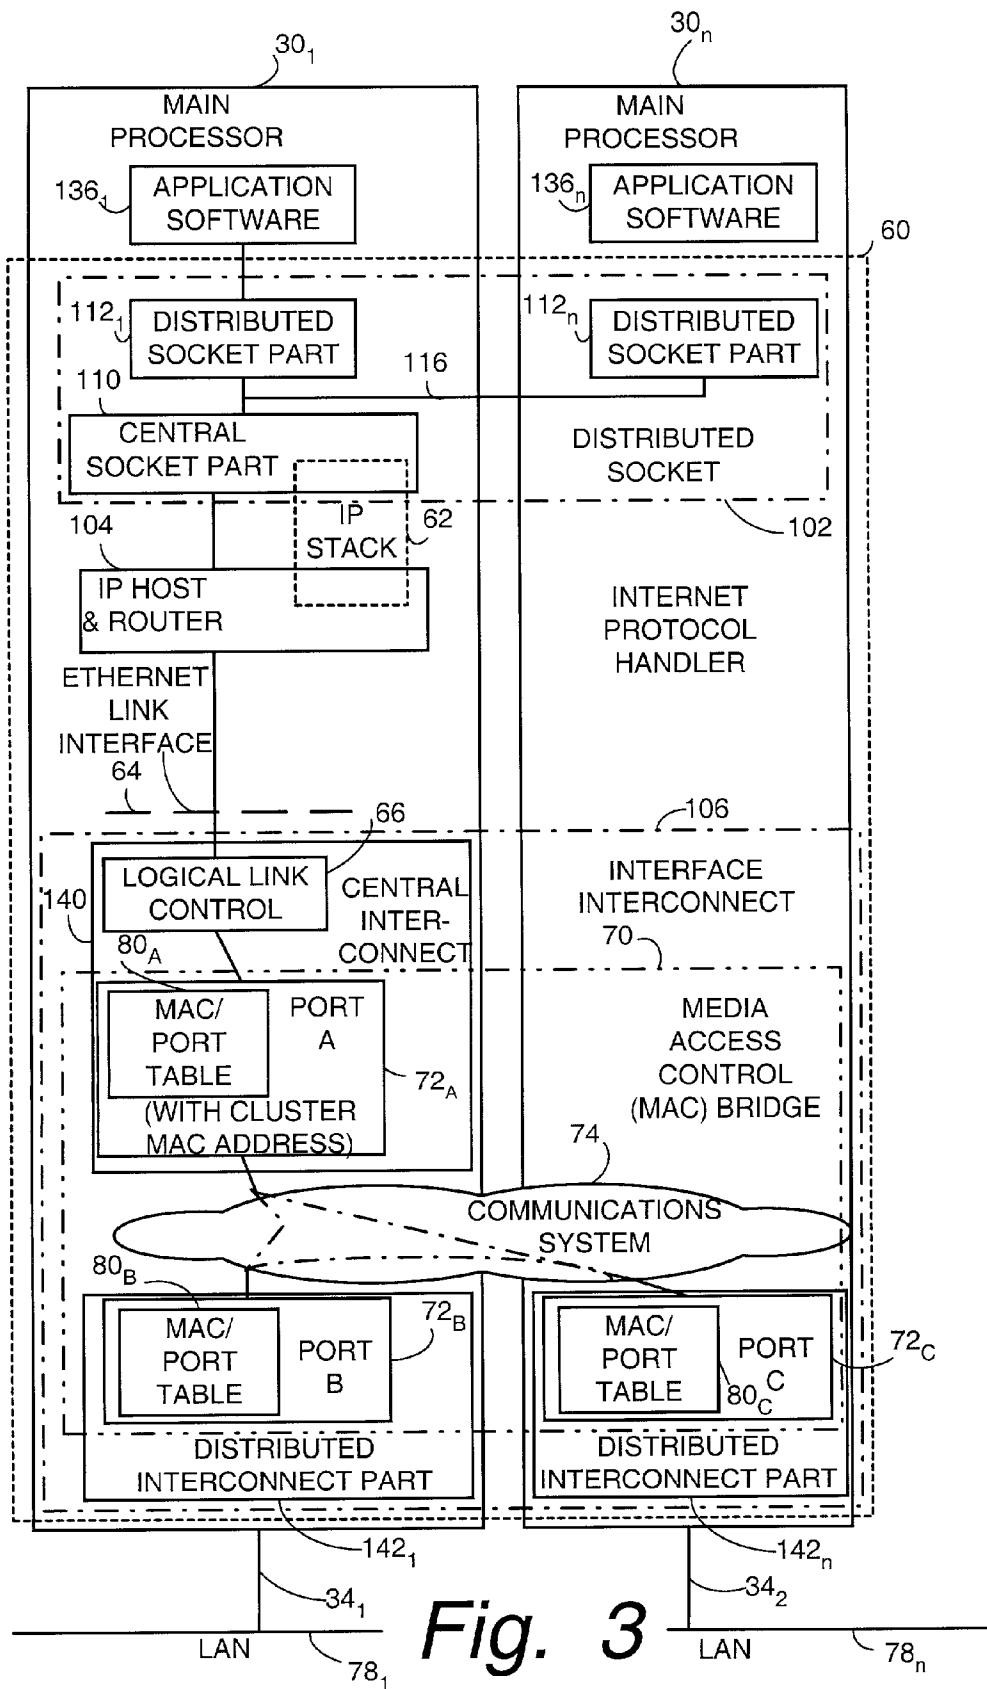 30₁
30ₙ
MAIN
PROCESSOR
MAIN
PROCESSOR
136₁
APPLICATION
SOFTWARE
136ₙ
APPLICATION
SOFTWARE
60
112₁
DISTRIBUTED
SOCKET PART
112ₙ
DISTRIBUTED
SOCKET PART
110
116
CENTRAL
SOCKET PART
DISTRIBUTED
SOCKET
104
IP
STACK
62
102
IP HOST
& ROUTER
INTERNET
PROTOCOL
HANDLER
ETHERNET
LINK
INTERFACE
64
66
106
140
LOGICAL LINK
CONTROL
CENTRAL
INTER-
CONNECT
INTERFACE
INTERCONNECT
80A
70
MAC/
PORT
TABLE
PORT
A
72A
(WITH CLUSTER
MAC ADDRESS)
MEDIA
ACCESS
CONTROL
(MAC) BRIDGE
74
COMMUNICATIONS
SYSTEM
80B
MAC/
PORT
TABLE
PORT
B
72B
MAC/
PORT
TABLE
PORT
C
80C
72C
DISTRIBUTED
INTERCONNECT PART
DISTRIBUTED
INTERCONNECT PART
142₁
142ₙ
34₁
34₂
Fig. 3
LAN
78₁
LAN
78ₙ